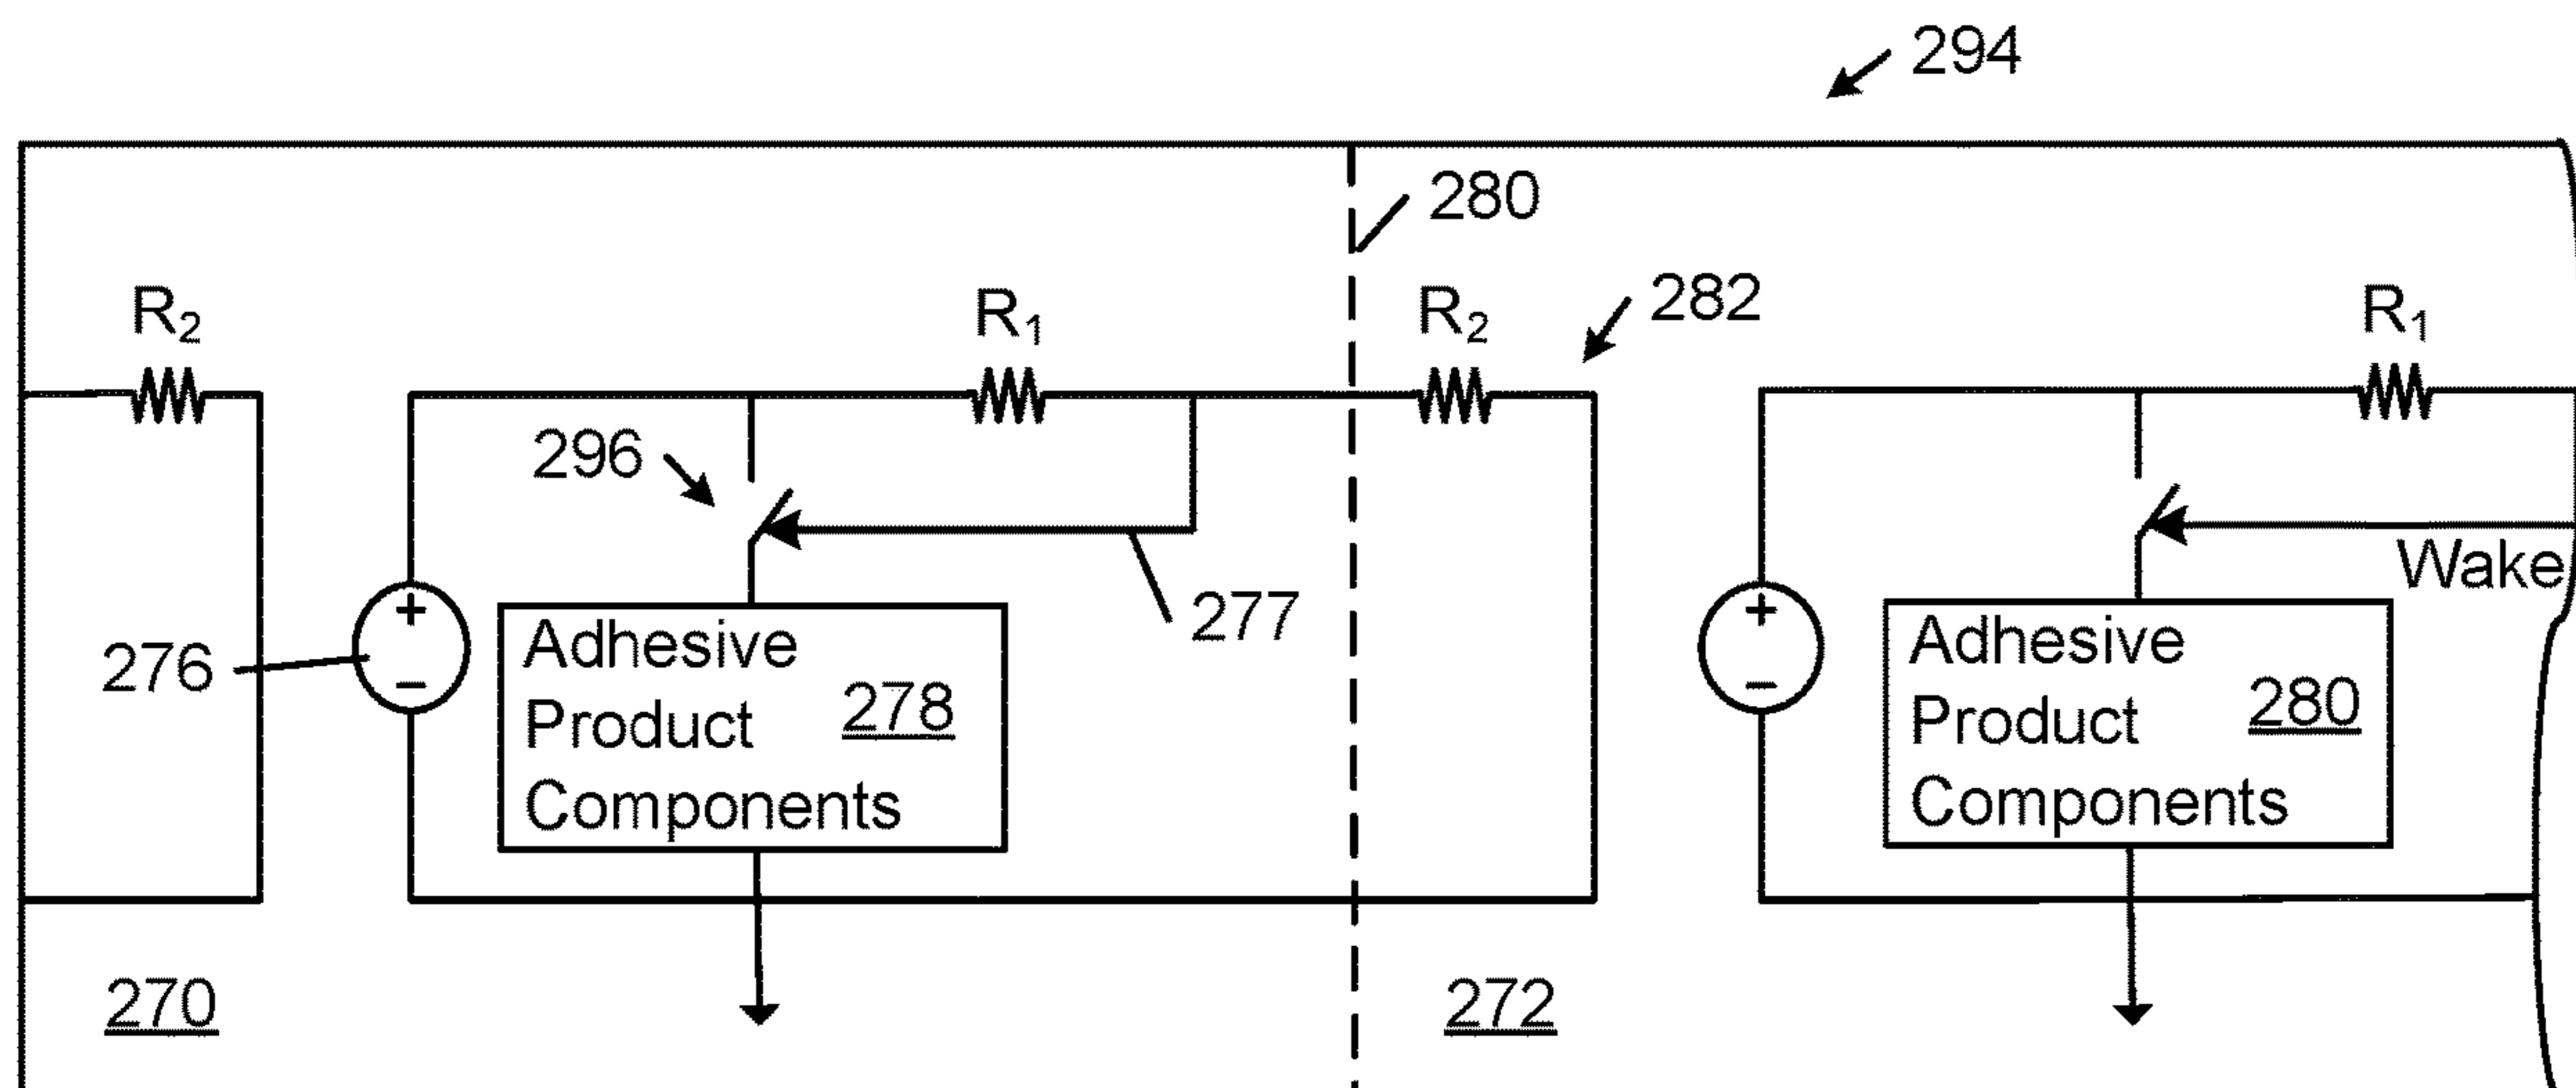 294
280
282
R₂
R₁
R₂
R₁
296
277
Wake
276
+
−
Adhesive
Product
Components
278
+
−
Adhesive
Product
Components
280
270
272